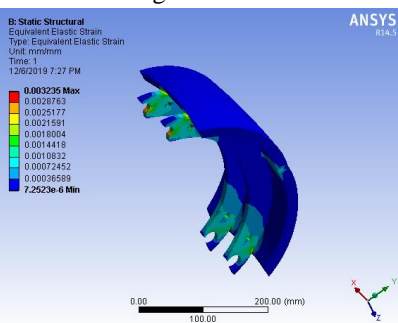 B: Static Structural
Equivalent Elastic Strain
Type: Equivalent Elastic Strain
Unit: mm/mm
Time: 1
12/6/2019 7:27 PM
0.003235 Max
0.0028763
0.0025177
0.0021591
0.0018004
0.0014418
0.0010832
0.00072452
0.00036589
7.2523e-6 Min
ANSYS
R14.5
0.00
200.00 (mm)
100.00
X
Y
Z